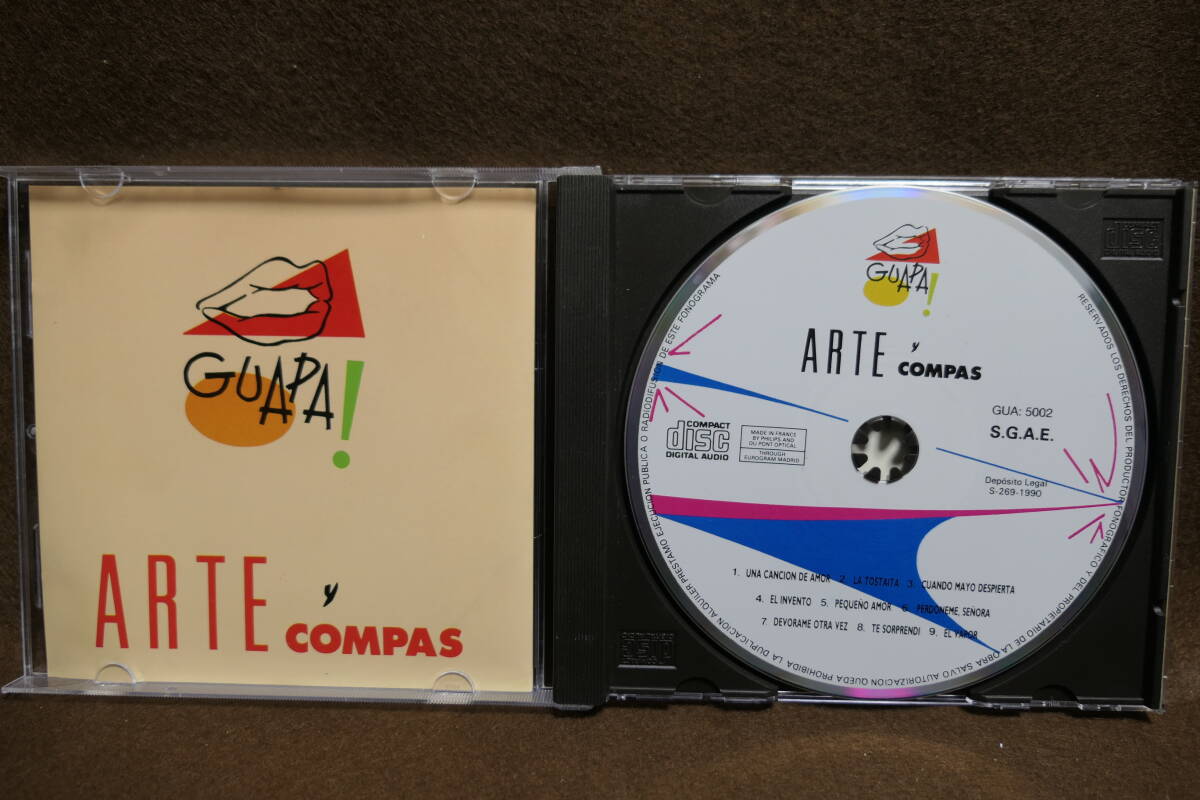 GUAPA!
ARTE y COMPAS
GUAPA!
ARTE y COMPAS
GUA: 5002
S.G.A.E.
COMPACT
disc
DIGITAL AUDIO
MADE IN FRANCE
BY PHILIPS AND
DU PONT OPTICAL
THROUGH
EUROGRAM MADRID
Depósito Legal
S-269-1990
1. UNA CANCION DE AMOR 2. LA TOSTAITA 3. CUANDO MAYO DESPIERTA
4. EL INVENTO 5. PEQUEÑO AMOR 6. PERDONEME, SEÑORA
7. DEVORAME OTRA VEZ 8. TE SORPRENDI 9. EL VAPOR
RESERVADOS LOS DERECHOS DEL PRODUCTOR FONOGRAFICO Y DEL PROPIETARIO DE LA OBRA SALVO AUTORIZACION QUEDA PROHIBIDA LA DUPLICACION ALQUILER PRESTAMO EJECUCION PUBLICA O RADIODIFUSION DE ESTE FONOGRAMA